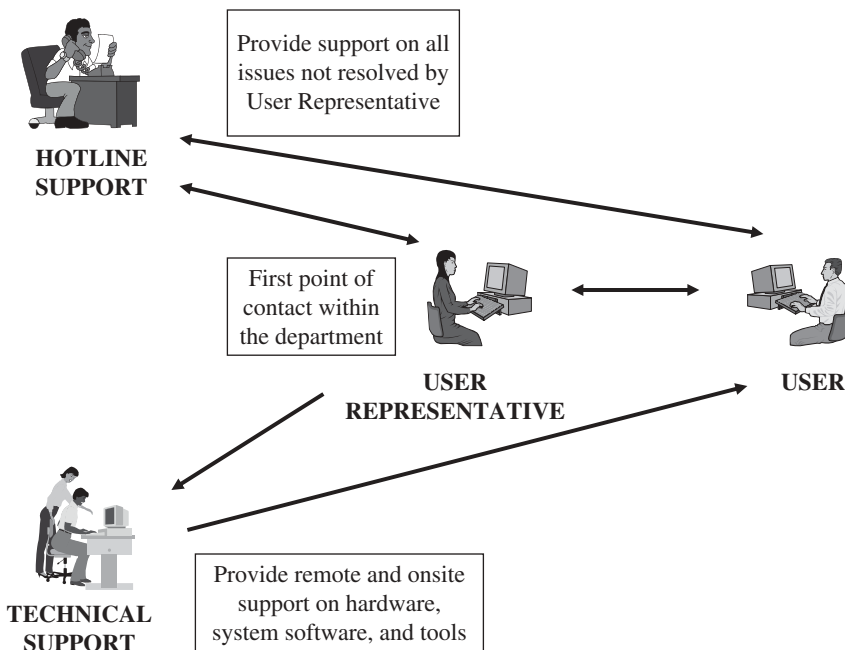 Provide support on all
issues not resolved by
User Representative
HOTLINE
SUPPORT
First point of
contact within
the department
USER
REPRESENTATIVE
USER
Provide remote and onsite
support on hardware,
system software, and tools
TECHNICAL
SUPPORT